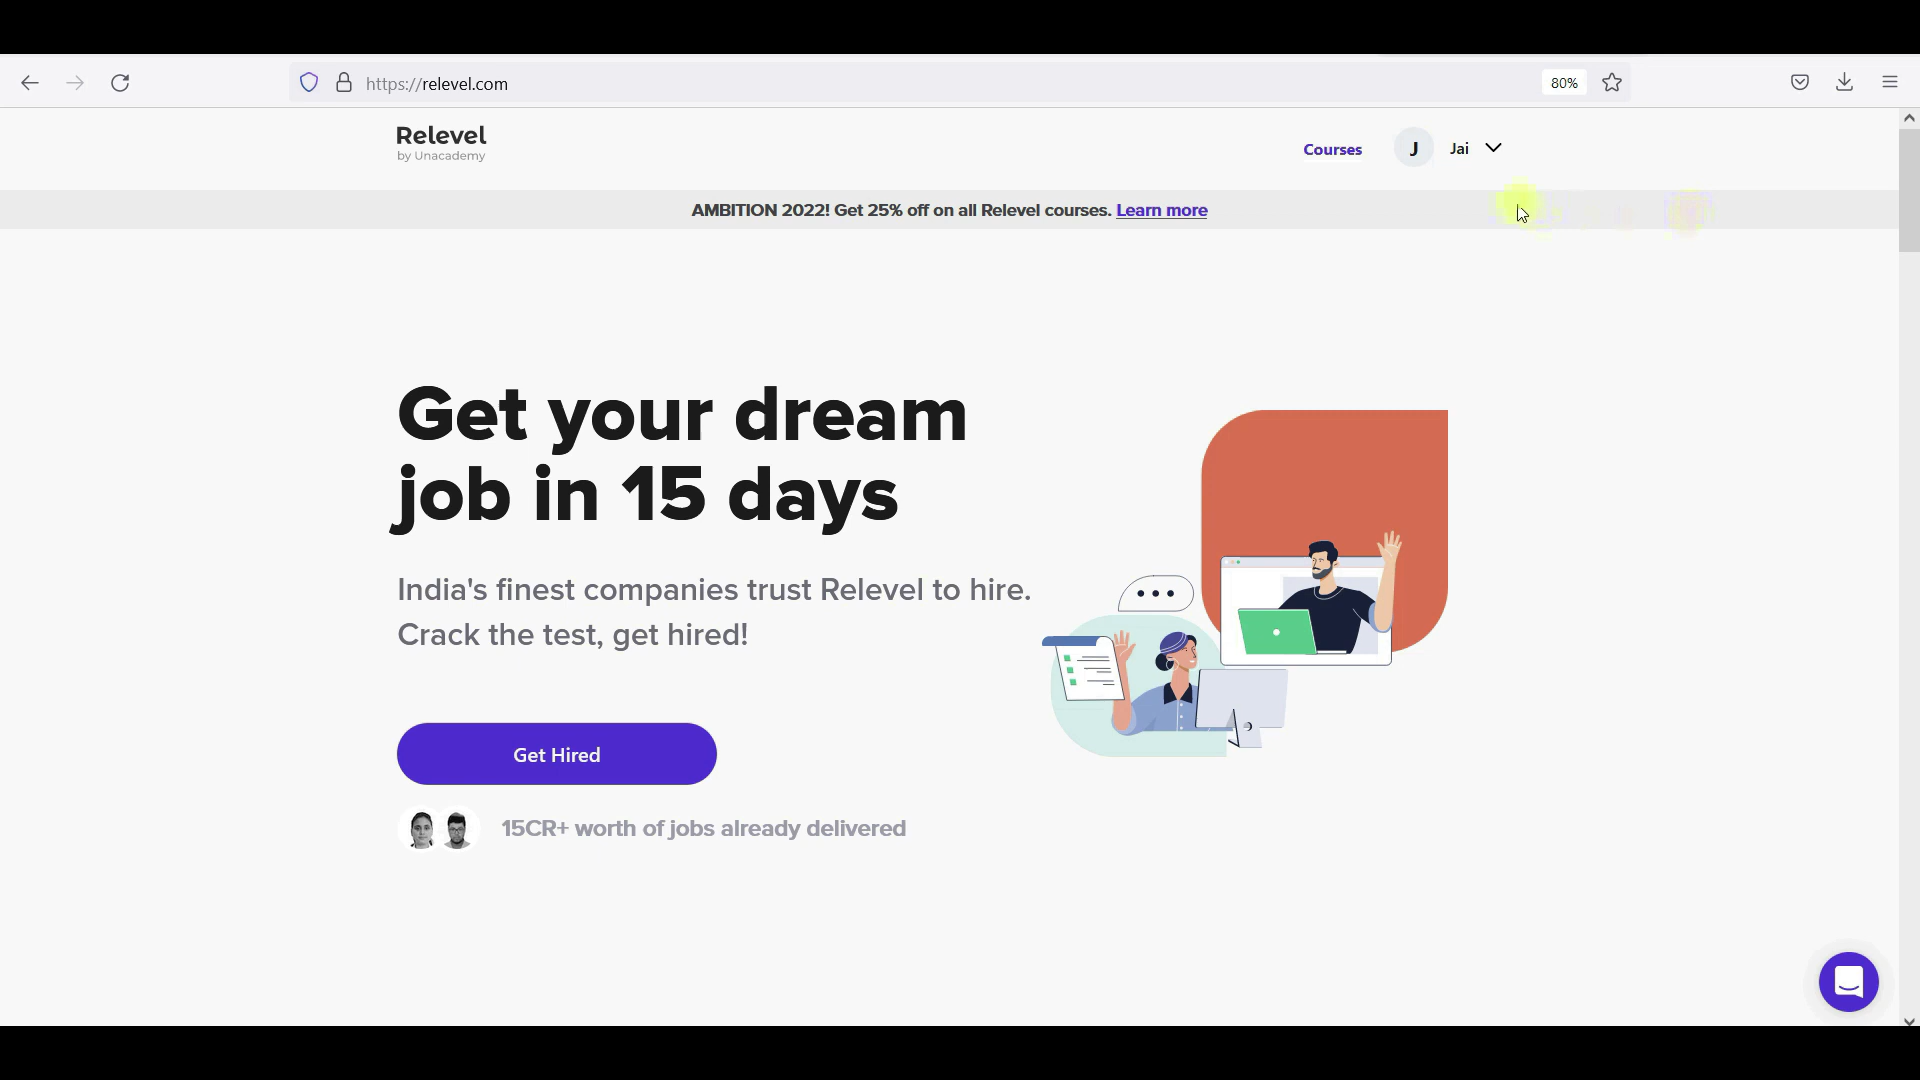 https://relevel.com
80%
Relevel
by Unacademy
Courses
J
Jai
AMBITION 2022! Get 25% off on all Relevel courses. Learn more
Get your dream
job in 15 days
India's finest companies trust Relevel to hire.
Crack the test, get hired!
Get Hired
15CR+ worth of jobs already delivered